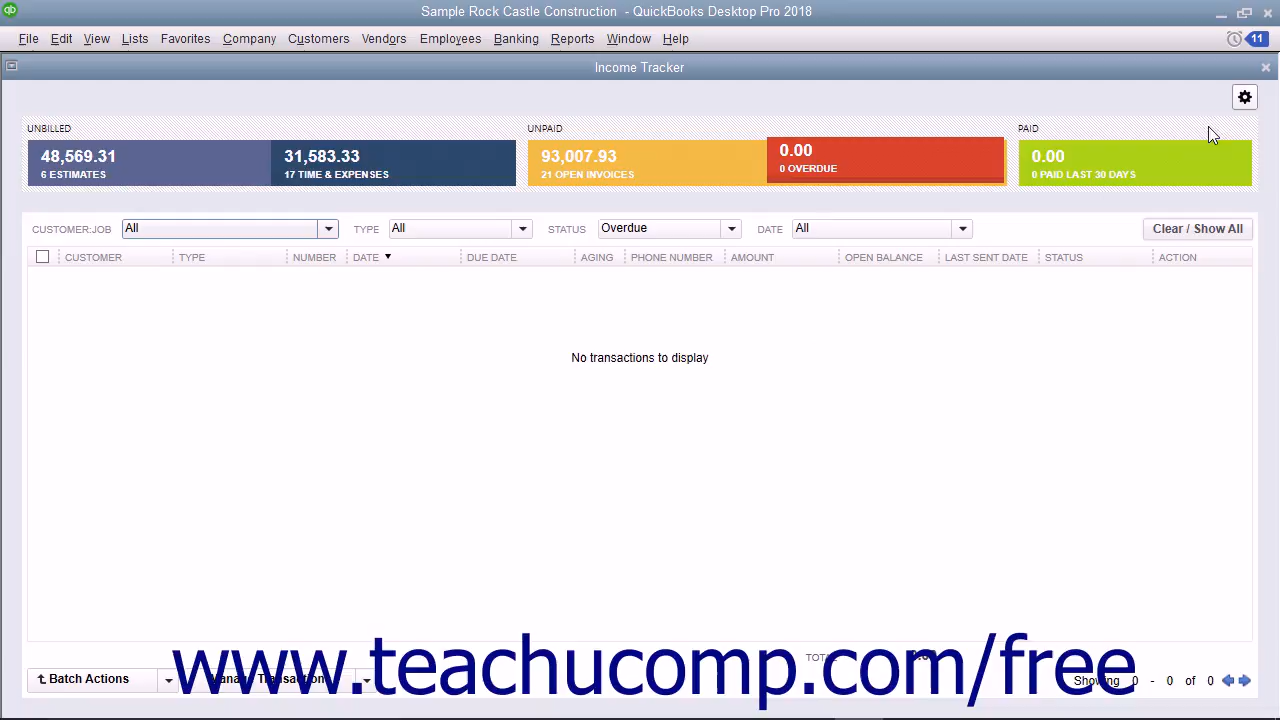 Sample Rock Castle Construction - QuickBooks Desktop Pro 2018
File Edit View Lists Favorites Company Customers Vendors Employees Banking Reports Window Help 11
Income Tracker
UNBILLED UNPAID PAID
48,569.31 31,583.33 93,007.93 0.00 0.00
6 ESTIMATES 17 TIME & EXPENSES 21 OPEN INVOICES 0 OVERDUE 0 PAID LAST 30 DAYS
CUSTOMER:JOB All TYPE All STATUS Overdue DATE All Clear / Show All
CUSTOMER TYPE NUMBER DATE DUE DATE AGING PHONE NUMBER AMOUNT OPEN BALANCE LAST SENT DATE STATUS ACTION
No transactions to display
www.teachucomp.com/free
Batch Actions Showing 0 - 0 of 0